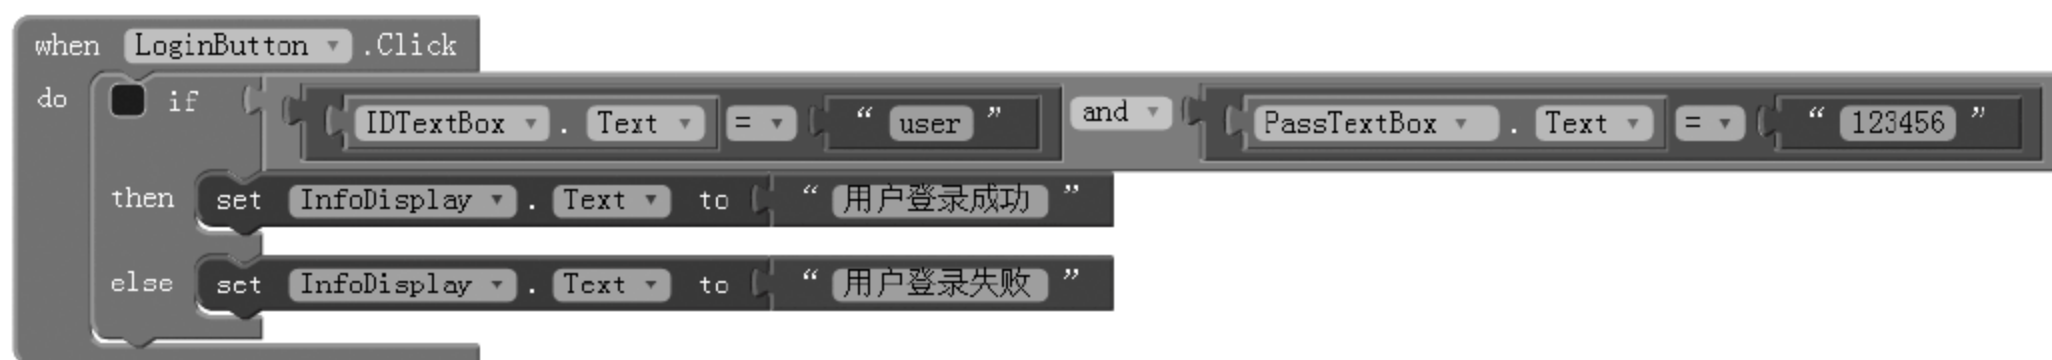 when LoginButton .Click
do if IDTextBox . Text = “ user ” and PassTextBox . Text = “ 123456 ”
then set InfoDisplay . Text to “ 用户登录成功 ”
else set InfoDisplay . Text to “ 用户登录失败 ”